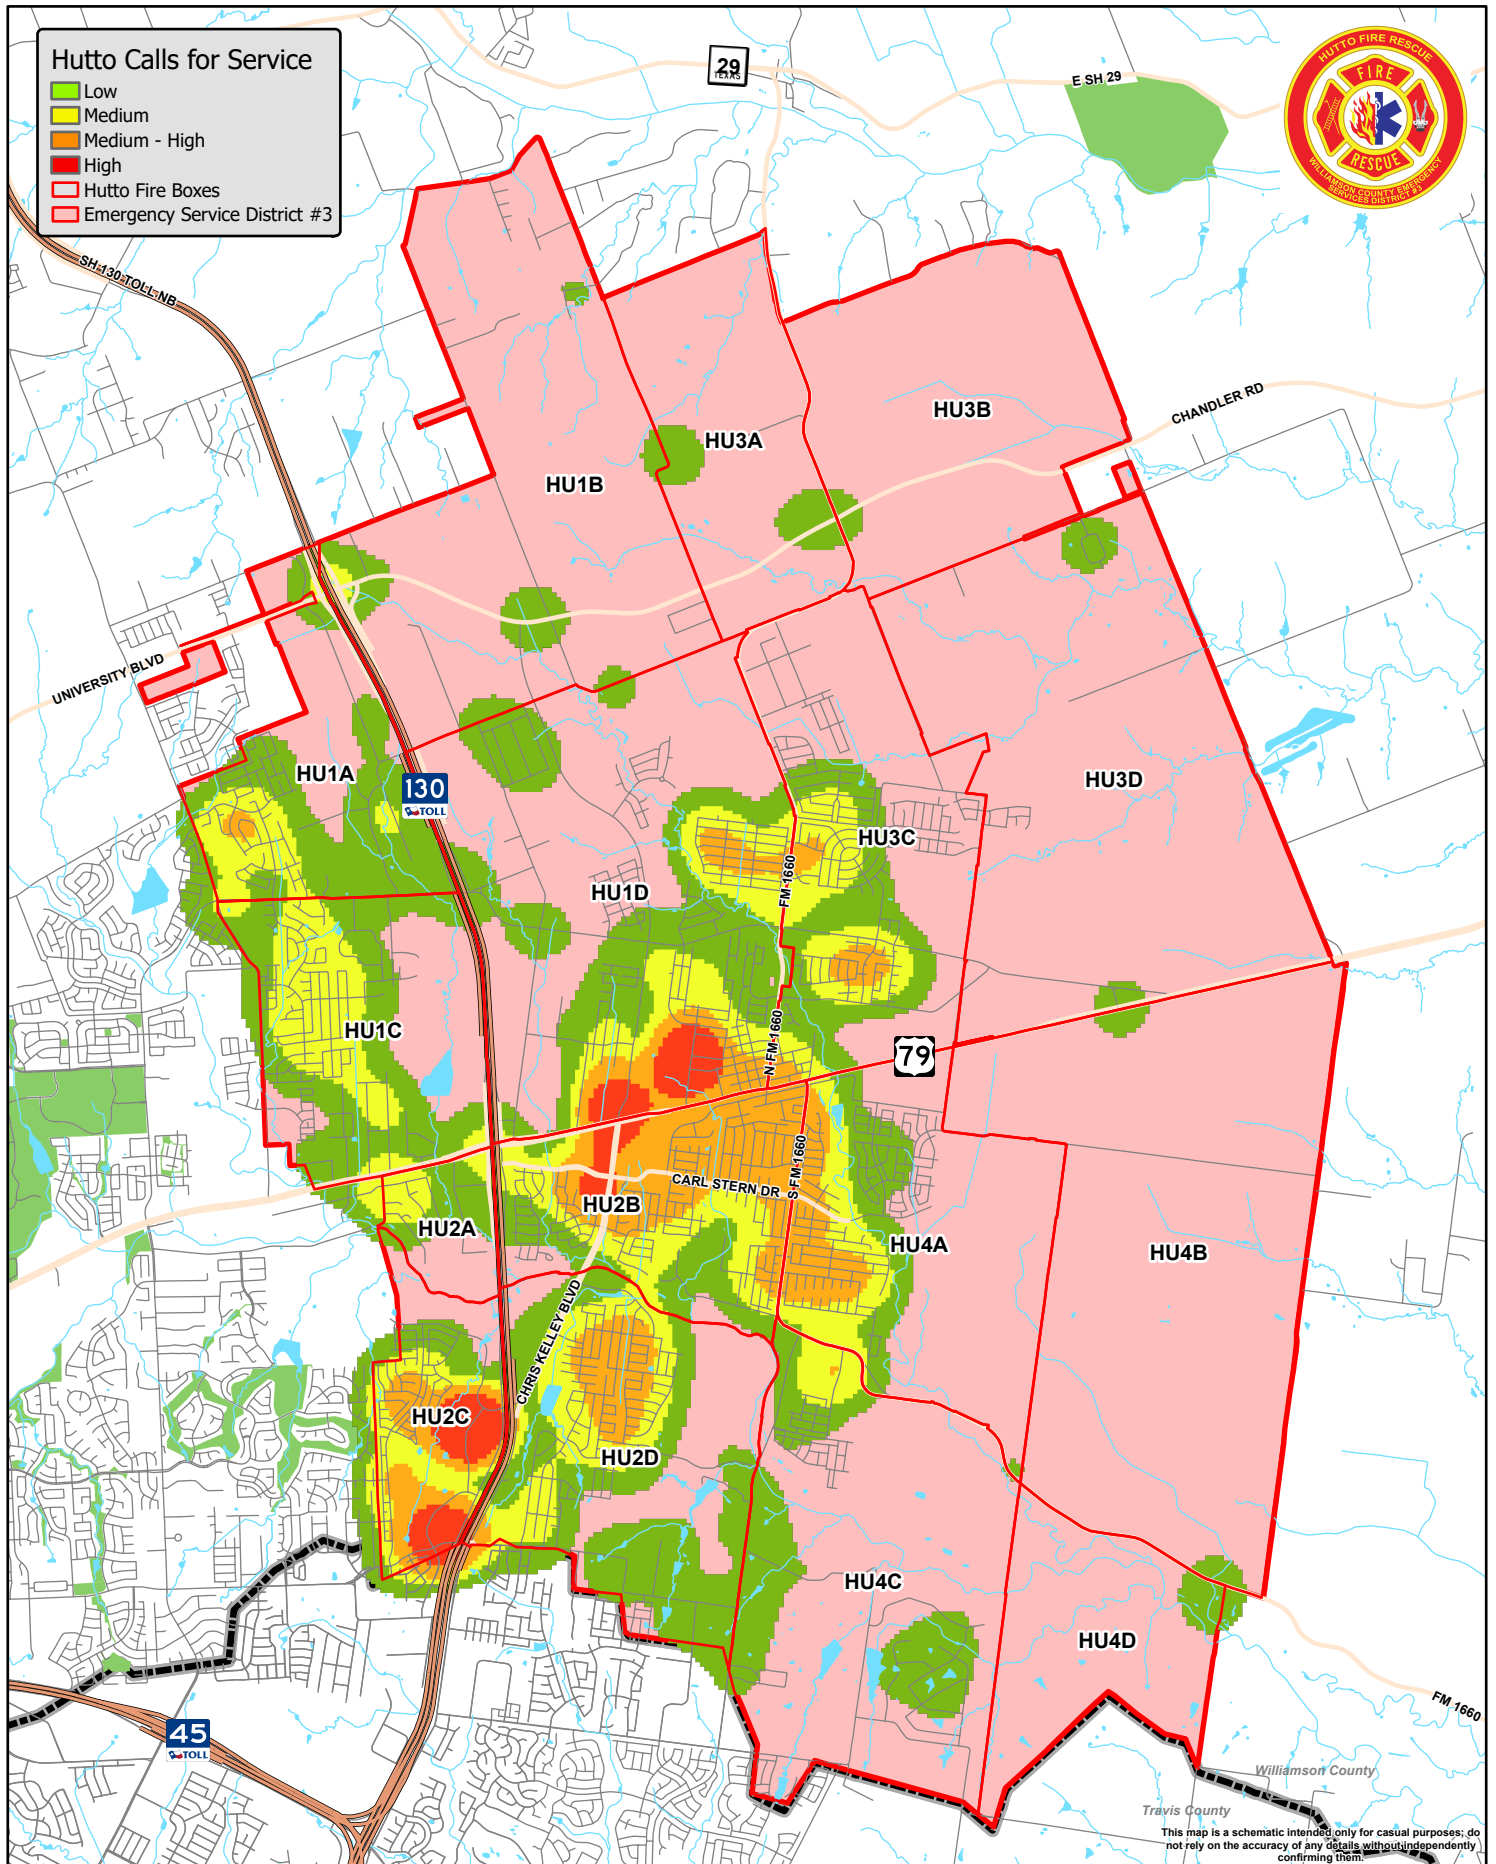 Hutto Calls for Service
Low
Medium
Medium - High
High
Hutto Fire Boxes
Emergency Service District #3
29
TEXAS
E SH 29
HUTTO FIRE RESCUE
FIRE
RESCUE
WILLIAMSON COUNTY EMERGENCY
SERVICES DISTRICT #3
SH 130 TOLL NB
CHANDLER RD
HU3B
HU3A
HU1B
UNIVERSITY BLVD
HU1A
130
TOLL
HU3D
HU3C
FM 1660
HU1D
HU1C
N FM 1660
79
S FM 1660
CARL STERN DR
HU2B
HU2A
HU4A
HU4B
CHRIS KELLEY BLVD
HU2C
HU2D
HU4C
HU4D
FM 1660
45
TOLL
Williamson County
Travis County
This map is a schematic intended only for casual purposes; do
not rely on the accuracy of any details without independently
confirming them.